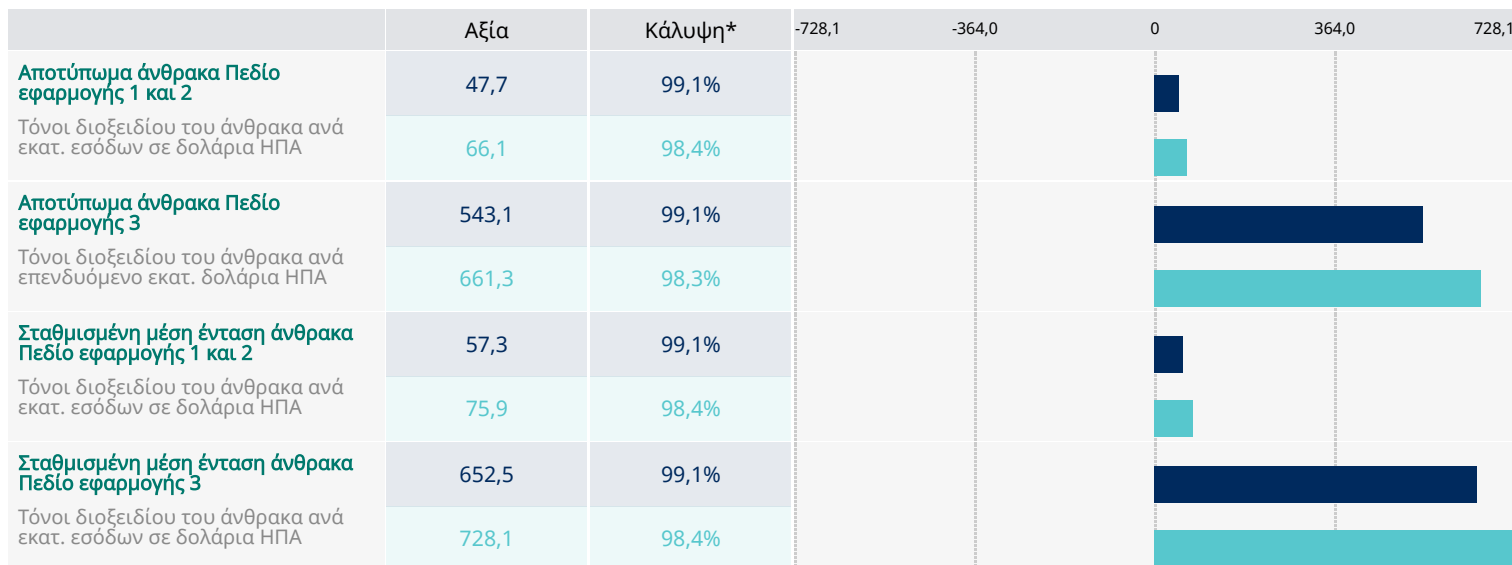 Αξία Κάλυψη* -728,1 -364,0 0 364,0 728,1
Αποτύπωμα άνθρακα Πεδίο
εφαρμογής 1 και 2
47,7 99,1%
Τόνοι διοξειδίου του άνθρακα ανά
εκατ. εσόδων σε δολάρια ΗΠΑ
66,1 98,4%
Αποτύπωμα άνθρακα Πεδίο
εφαρμογής 3
543,1 99,1%
Τόνοι διοξειδίου του άνθρακα ανά
επενδυόμενο εκατ. δολάρια ΗΠΑ
661,3 98,3%
Σταθμισμένη μέση ένταση άνθρακα
Πεδίο εφαρμογής 1 και 2
57,3 99,1%
Τόνοι διοξειδίου του άνθρακα ανά
εκατ. εσόδων σε δολάρια ΗΠΑ
75,9 98,4%
Σταθμισμένη μέση ένταση άνθρακα
Πεδίο εφαρμογής 3
652,5 99,1%
Τόνοι διοξειδίου του άνθρακα ανά
εκατ. εσόδων σε δολάρια ΗΠΑ
728,1 98,4%